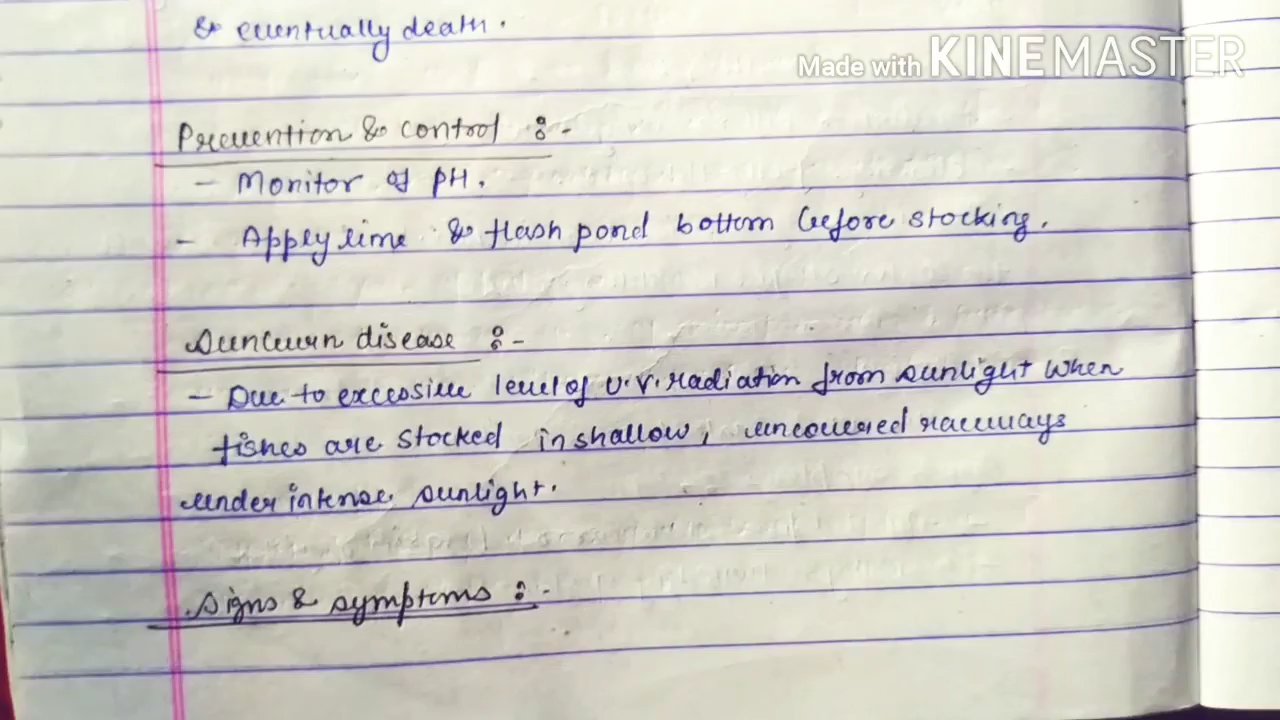 & eventually death.
Made with KINEMASTER
Prevention & control :-
- Monitor of pH.
- Apply lime & flash pond bottom before stocking.
Sunburn disease :-
- Due to excessive level of U.V. radiation from sunlight when
fishes are stocked in shallow, uncovered raceways
under intense sunlight.
Signs & symptoms :-